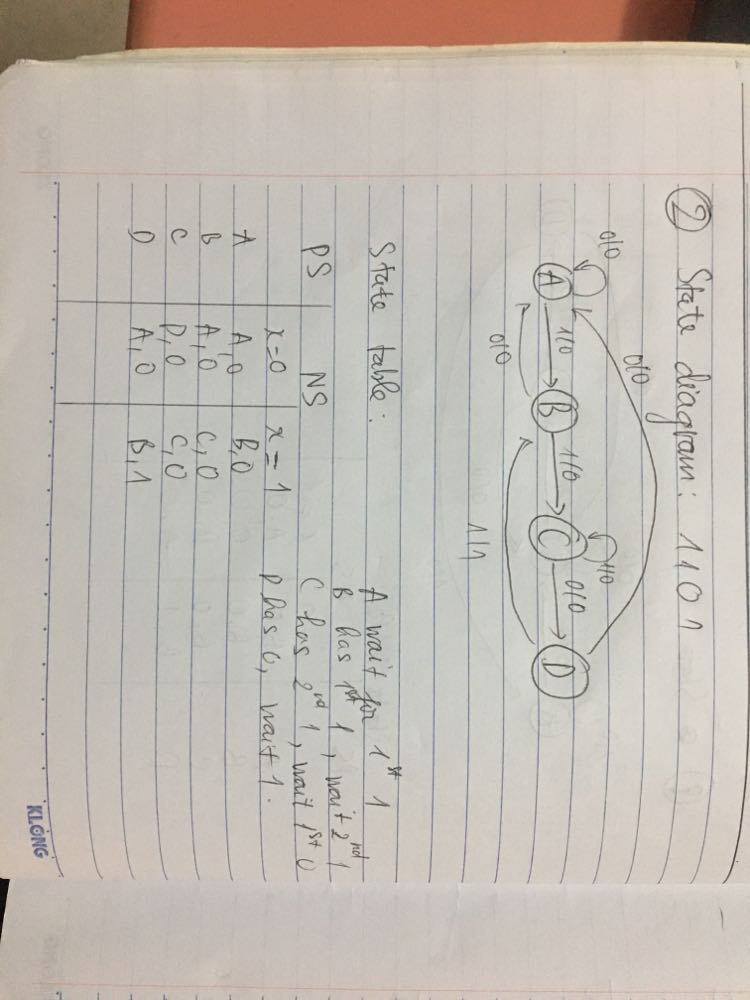 ② State diagram: 1101
0/0
0/0
A 1/0 B 1/0 C 1/0 0/0 D
0/0
1/1
State table:
PS NS
x=0 x=1
A A,0 B,0
B A,0 C,0
C D,0 C,0
D A,0 B,1
A wait for 1st 1
B has 1st 1, wait 2nd 1
C has 2nd 1, wait 1st 0
D has 0, wait 1.
KLONG